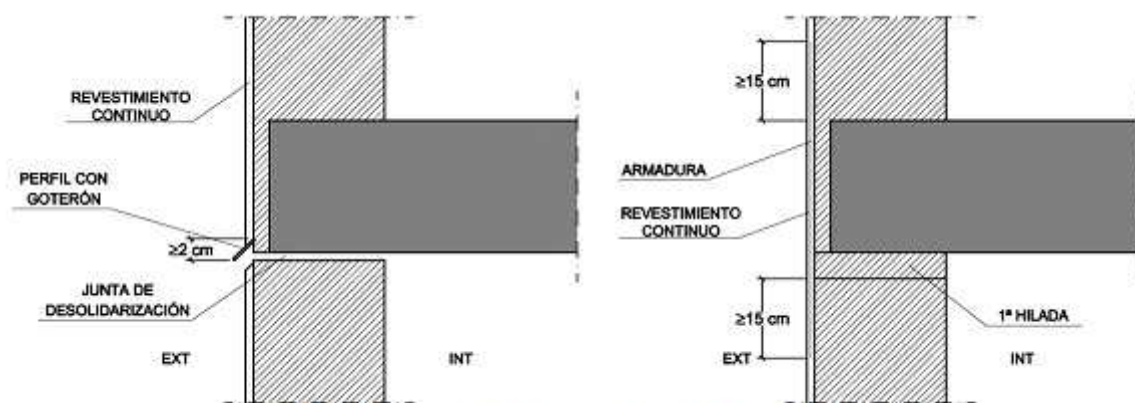 REVESTIMIENTO
CONTINUO
PERFIL CON
GOTERÓN
≥2 cm
JUNTA DE
DESOLIDARIZACIÓN
EXT
INT
≥15 cm
ARMADURA
REVESTIMIENTO
CONTINUO
≥15 cm
1ª HILADA
EXT
INT